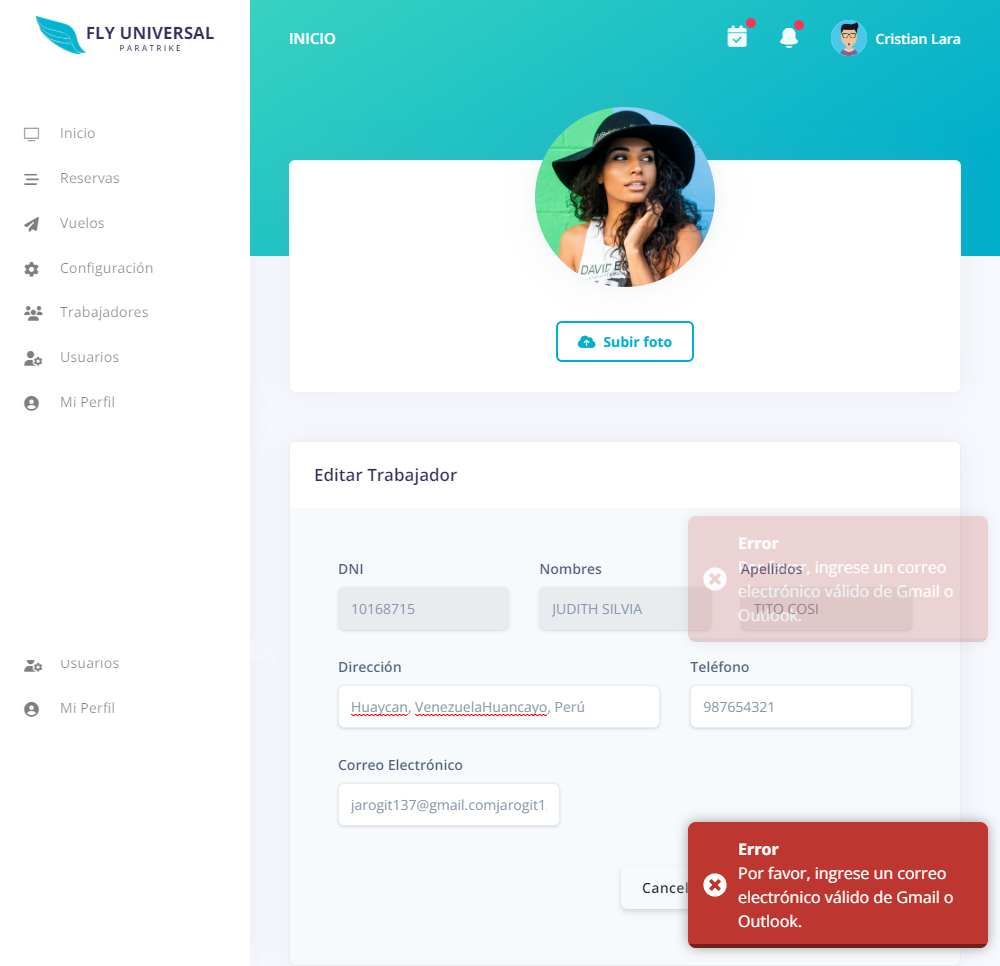 FLY UNIVERSAL
PARATRIKE
INICIO
Cristian Lara
Inicio
Reservas
Vuelos
Configuración
Trabajadores
Usuarios
Mi Perfil
DAVID BO
Subir foto
Editar Trabajador
DNI
Nombres
Apellidos
10168715
JUDITH SILVIA
TITO COSI
Error
Por favor, ingrese un correo
electrónico válido de Gmail o
Outlook.
Usuarios
Mi Perfil
Dirección
Teléfono
Huaycan, VenezuelaHuancayo, Perú
987654321
Correo Electrónico
jarogit137@gmail.comjarogit1
Cancel
Error
Por favor, ingrese un correo
electrónico válido de Gmail o
Outlook.